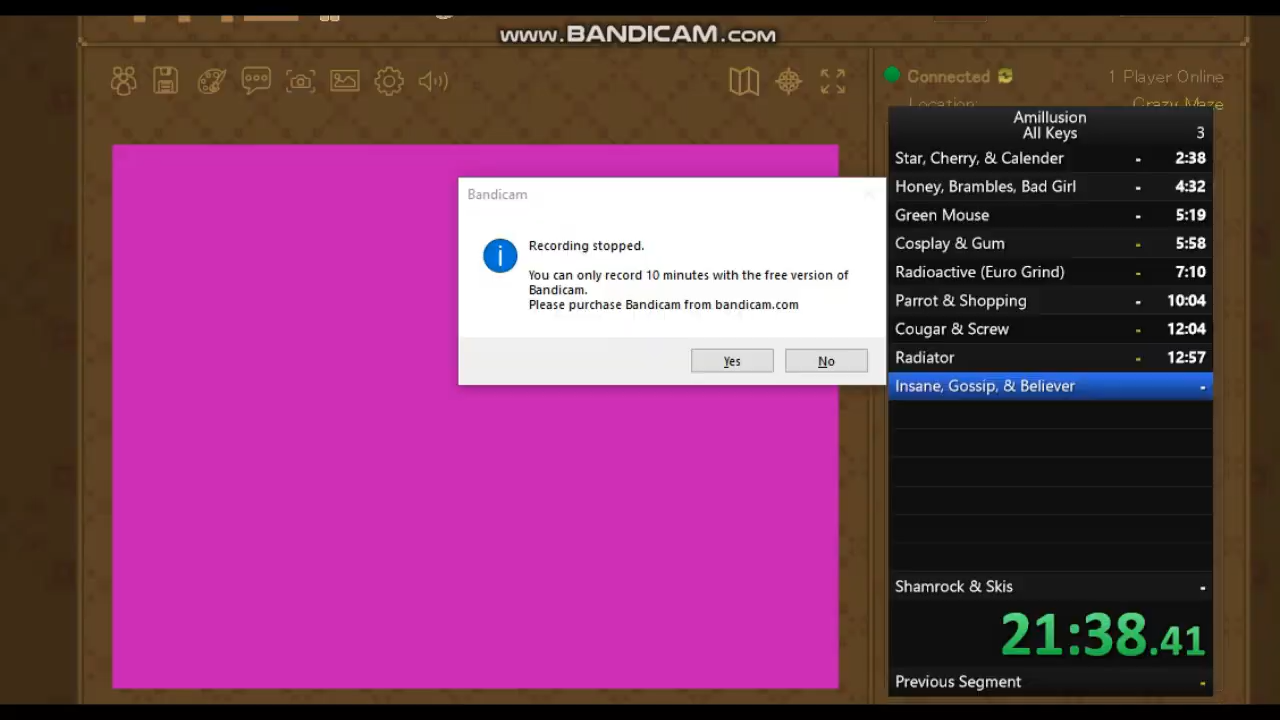 www.BANDICAM.com
Connected
1 Player Online
Location:
Crazy Maze
Amillusion
All Keys
3
Star, Cherry, & Calender - 2:38
Honey, Brambles, Bad Girl - 4:32
Green Mouse - 5:19
Cosplay & Gum - 5:58
Radioactive (Euro Grind) - 7:10
Parrot & Shopping - 10:04
Cougar & Screw - 12:04
Radiator - 12:57
Insane, Gossip, & Believer -
Shamrock & Skis -
21:38.41
Previous Segment -
Bandicam
Recording stopped.
You can only record 10 minutes with the free version of
Bandicam.
Please purchase Bandicam from bandicam.com
Yes
No